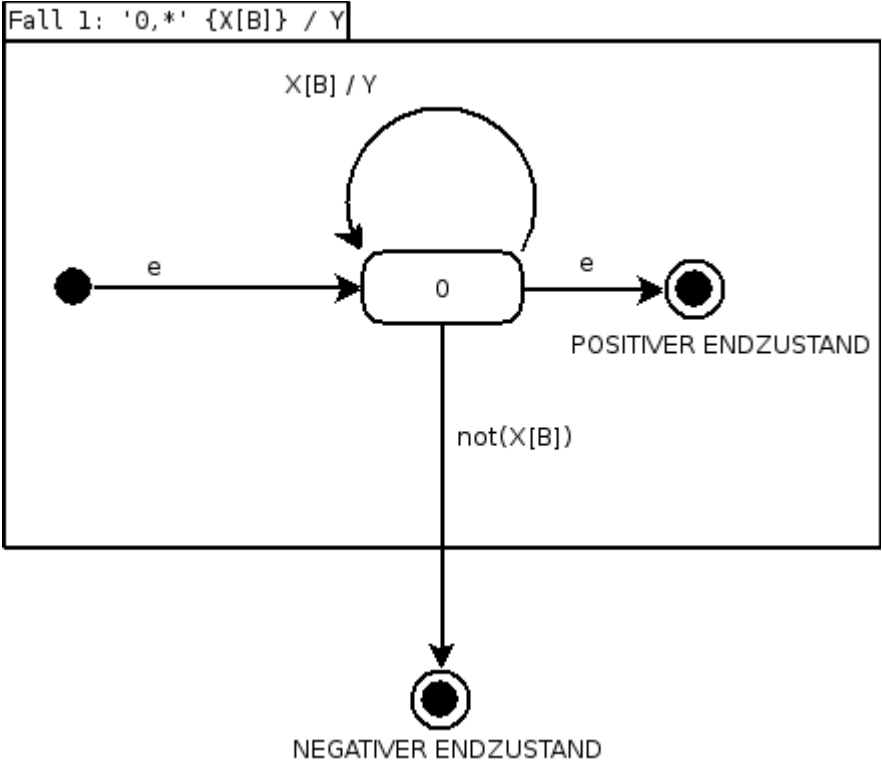 Fall 1: '0,*' {X[B]} / Y
X[B] / Y
e
0
e
POSITIVER ENDZUSTAND
not(X[B])
NEGATIVER ENDZUSTAND